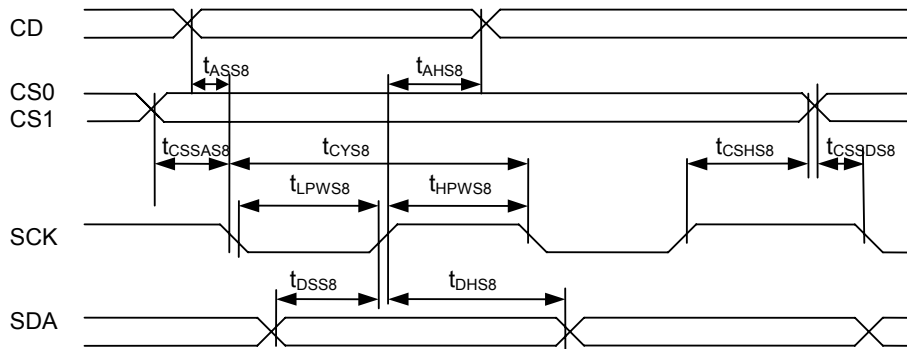 CD
tASS8 tAHS8
CS0
CS1
tCSSAS8 tCYS8 tCSHS8 tCSSDS8
tLPWS8 tHPWS8
SCK
tDSS8 tDHS8
SDA